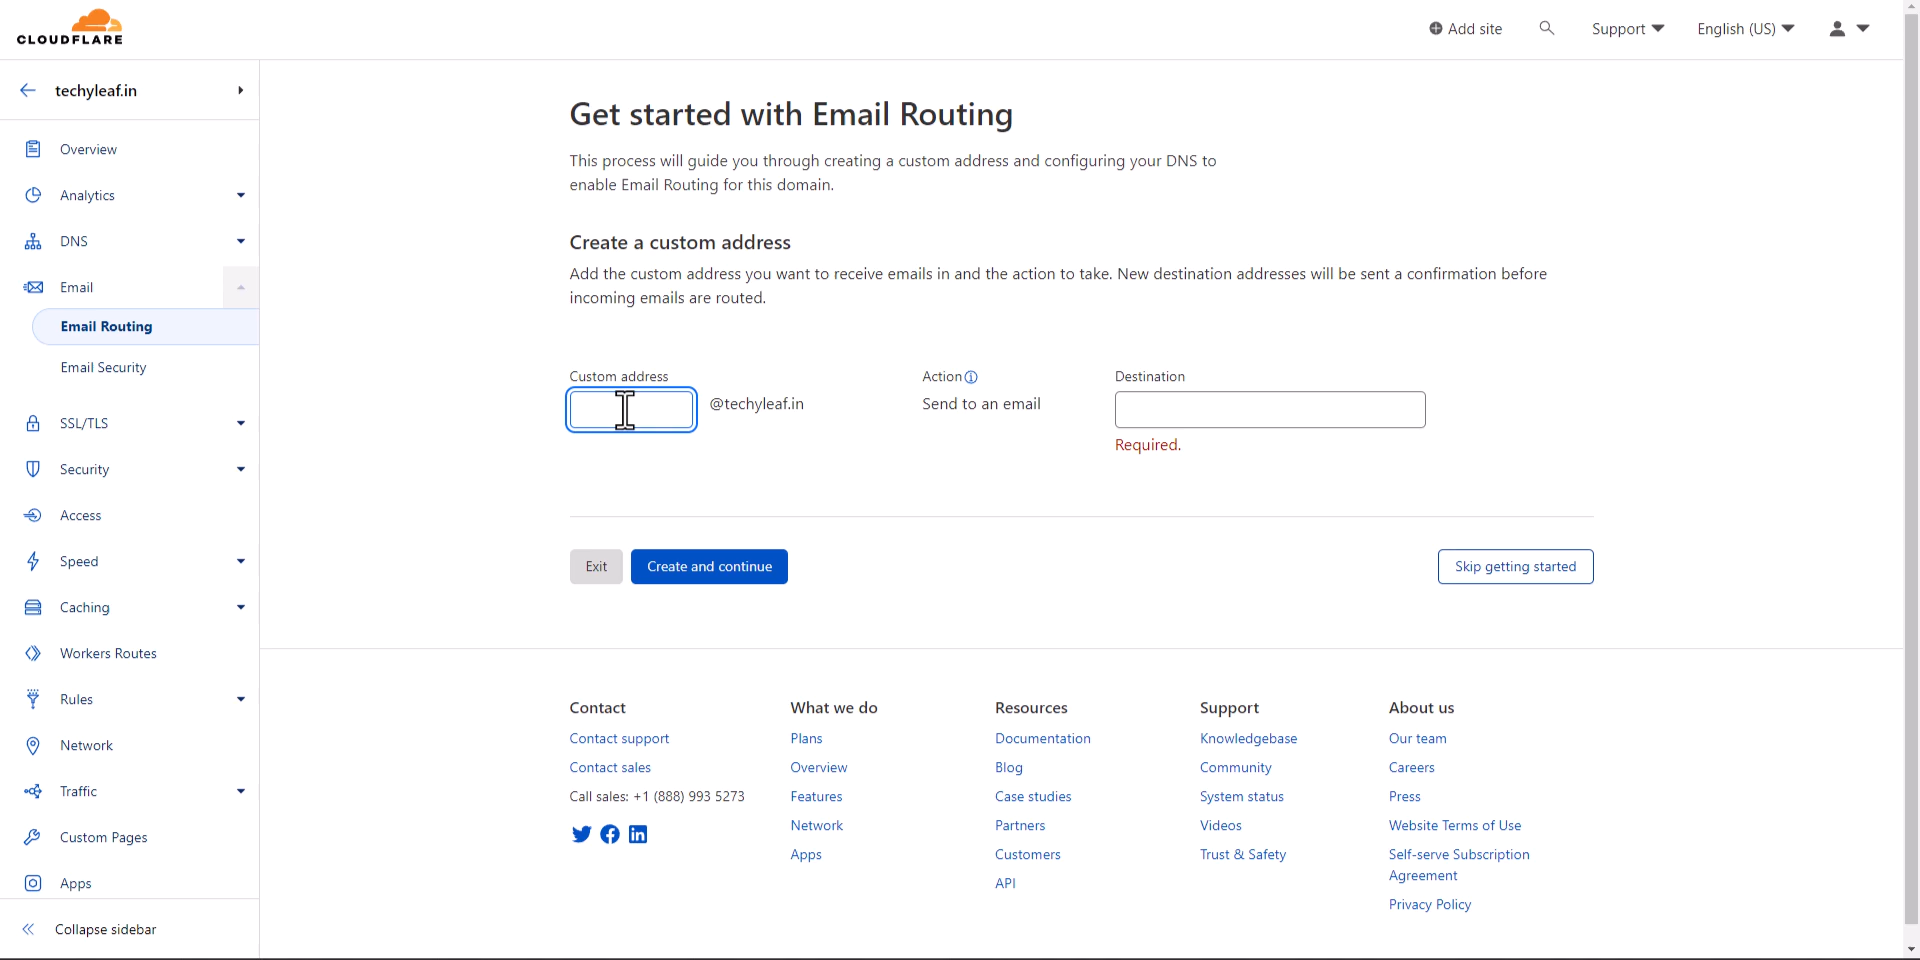 CLOUDFLARE
Add site
Support
English (US)
techyleaf.in
Overview
Analytics
DNS
Email
Email Routing
Email Security
SSL/TLS
Security
Access
Speed
Caching
Workers Routes
Rules
Network
Traffic
Custom Pages
Apps
Collapse sidebar
Get started with Email Routing
This process will guide you through creating a custom address and configuring your DNS to
enable Email Routing for this domain.
Create a custom address
Add the custom address you want to receive emails in and the action to take. New destination addresses will be sent a confirmation before
incoming emails are routed.
Custom address
@techyleaf.in
Action
Send to an email
Destination
Required.
Exit
Create and continue
Skip getting started
Contact
Contact support
Contact sales
Call sales: +1 (888) 993 5273
What we do
Plans
Overview
Features
Network
Apps
Resources
Documentation
Blog
Case studies
Partners
Customers
API
Support
Knowledgebase
Community
System status
Videos
Trust & Safety
About us
Our team
Careers
Press
Website Terms of Use
Self-serve Subscription
Agreement
Privacy Policy